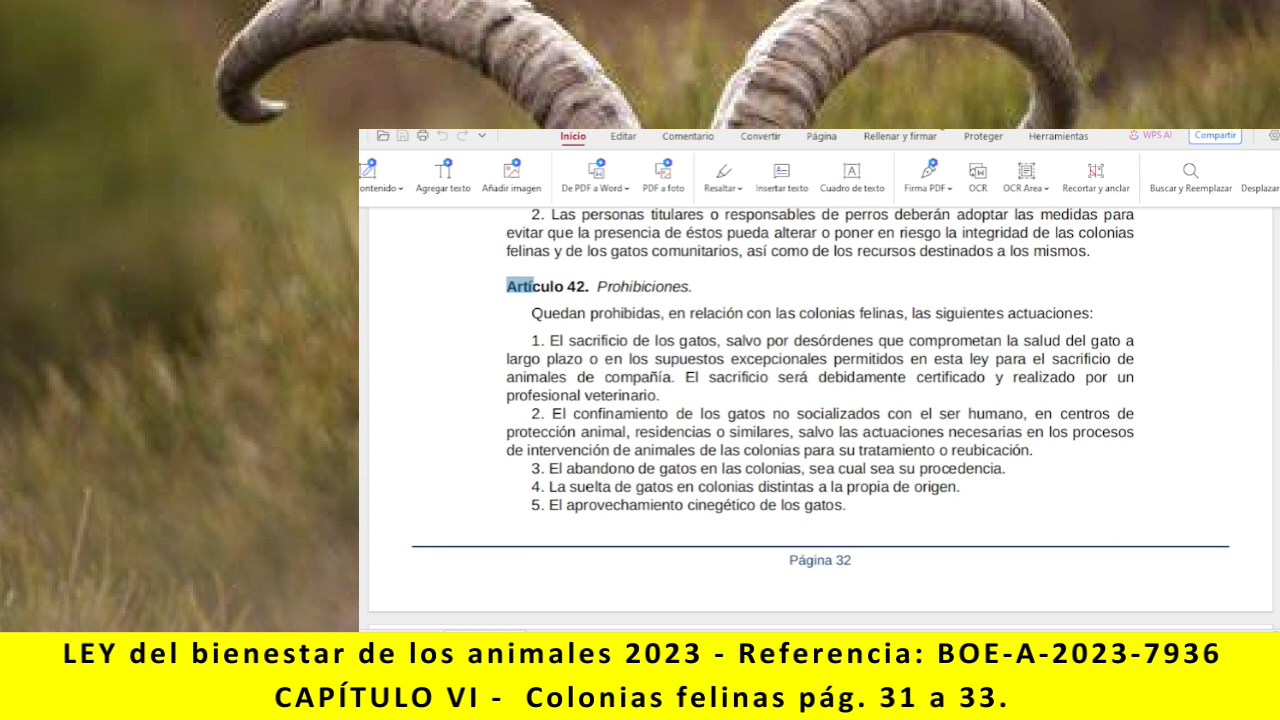 Inicio Editar Comentario Convertir Página Rellenar y firmar Proteger Herramientas WPS AI Compartir
ontenido Agregar texto Añadir imagen De PDF a Word PDF a foto Resaltar Insertar texto Cuadro de texto Firma PDF OCR OCR Area Recortar y anclar Buscar y Reemplazar Desplazar
2. Las personas titulares o responsables de perros deberán adoptar las medidas para
evitar que la presencia de éstos pueda alterar o poner en riesgo la integridad de las colonias
felinas y de los gatos comunitarios, así como de los recursos destinados a los mismos.
Artículo 42. Prohibiciones.
Quedan prohibidas, en relación con las colonias felinas, las siguientes actuaciones:
1. El sacrificio de los gatos, salvo por desórdenes que comprometan la salud del gato a
largo plazo o en los supuestos excepcionales permitidos en esta ley para el sacrificio de
animales de compañía. El sacrificio será debidamente certificado y realizado por un
profesional veterinario.
2. El confinamiento de los gatos no socializados con el ser humano, en centros de
protección animal, residencias o similares, salvo las actuaciones necesarias en los procesos
de intervención de animales de las colonias para su tratamiento o reubicación.
3. El abandono de gatos en las colonias, sea cual sea su procedencia.
4. La suelta de gatos en colonias distintas a la propia de origen.
5. El aprovechamiento cinegético de los gatos.
Página 32
LEY del bienestar de los animales 2023 - Referencia: BOE-A-2023-7936
CAPÍTULO VI - Colonias felinas pág. 31 a 33.